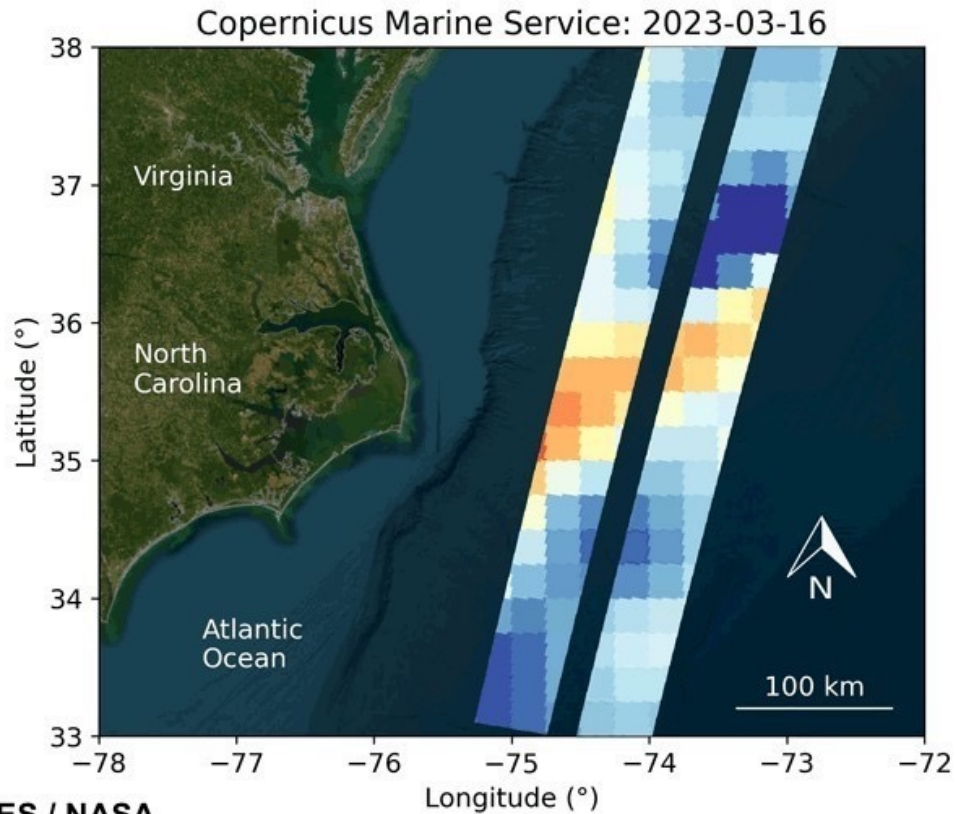 Copernicus Marine Service: 2023-03-16
38
37
36
35
34
33
Latitude (°)
Virginia
North
Carolina
Atlantic
Ocean
N
100 km
−78
−77
−76
−75
−74
−73
−72
Longitude (°)
ES / NASA